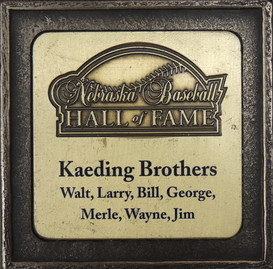 Nebraska Baseball
HALL of FAME
Kaeding Brothers
Walt, Larry, Bill, George,
Merle, Wayne, Jim